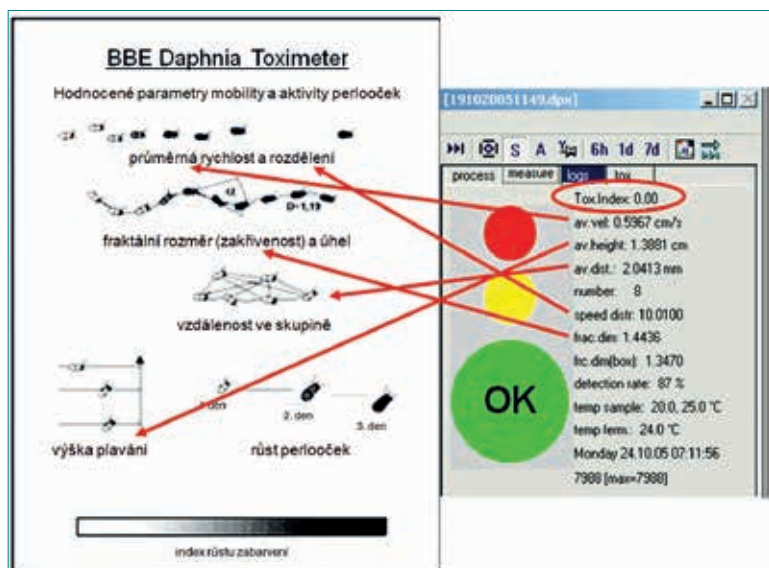 BBE Daphnia Toximeter
Hodnocené parametry mobility a aktivity perlooček
průměrná rychlost a rozdělení
α
D=1,19
fraktální rozměr (zakřivenost) a úhel
vzdálenost ve skupině
1. den
2. den
3. den
výška plavání
růst perlooček
index růstu zabarvení
[191020051149.dpx]
S A 6h 1d 7d
process measure logs tox
Tox.Index: 0.00
av.vel: 0.5967 cm/s
av.height: 1.3881 cm
av.dist.: 2.0413 mm
number: 8
speed distr: 10.0100
frac.dim: 1.4436
frc.dim(box): 1.3470
detection rate: 87 %
temp sample: 20.0, 25.0 °C
temp ferm.: 24.0 °C
Monday 24.10.05 07:11:56
7988 [max=7988]
OK